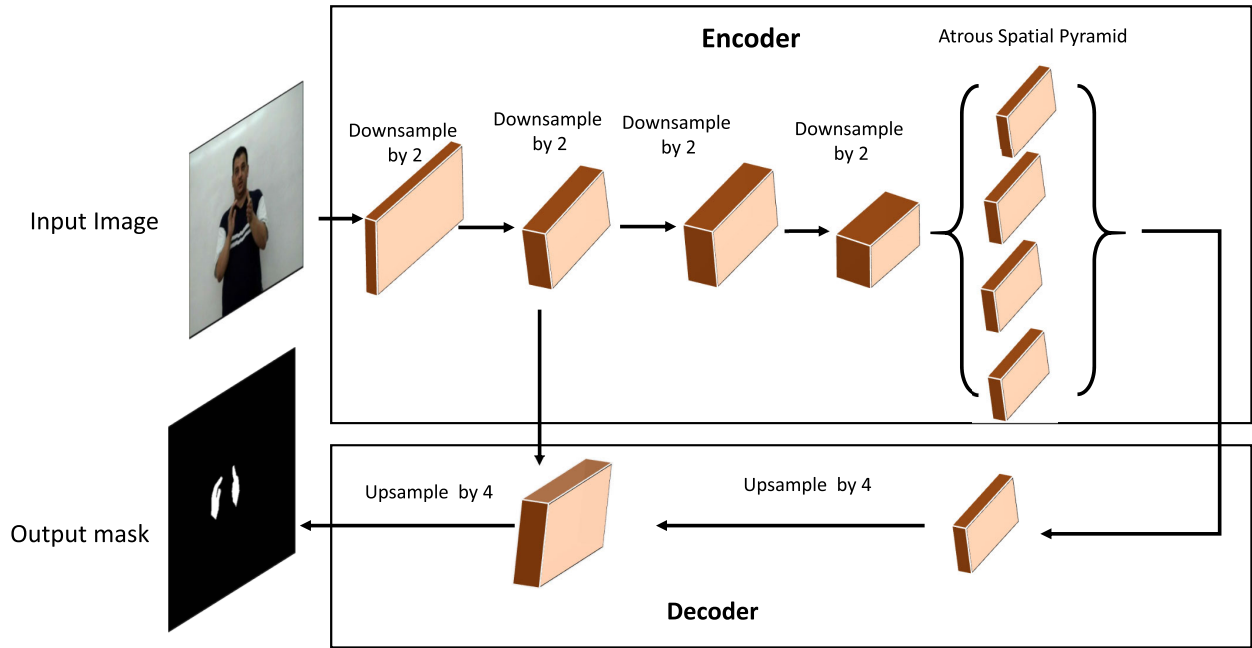 Encoder
Atrous Spatial Pyramid
Downsample
by 2
Downsample
by 2
Downsample
by 2
Downsample
by 2
Input Image
Upsample by 4
Upsample by 4
Output mask
Decoder